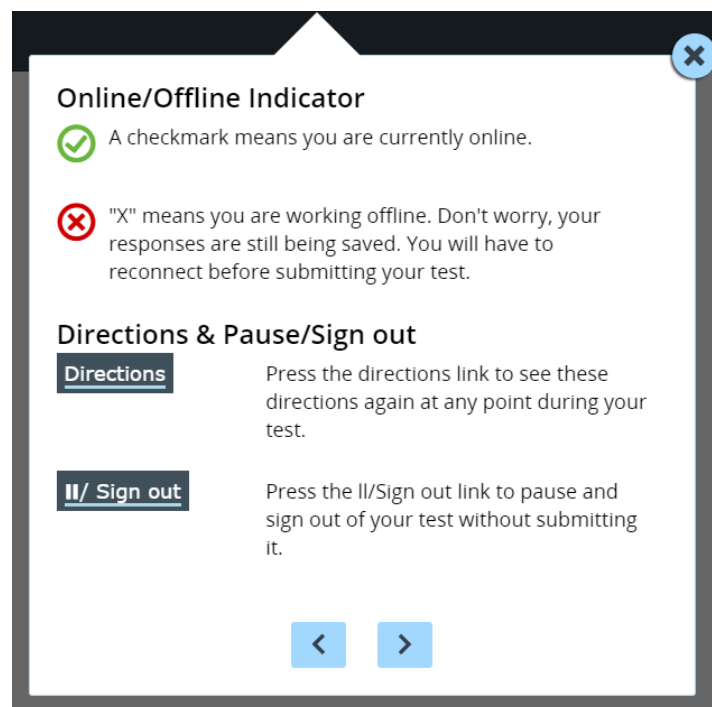 Online/Offline Indicator
A checkmark means you are currently online.
"X" means you are working offline. Don't worry, your
responses are still being saved. You will have to
reconnect before submitting your test.
Directions & Pause/Sign out
Directions
Press the directions link to see these
directions again at any point during your
test.
II/ Sign out
Press the ll/Sign out link to pause and
sign out of your test without submitting
it.